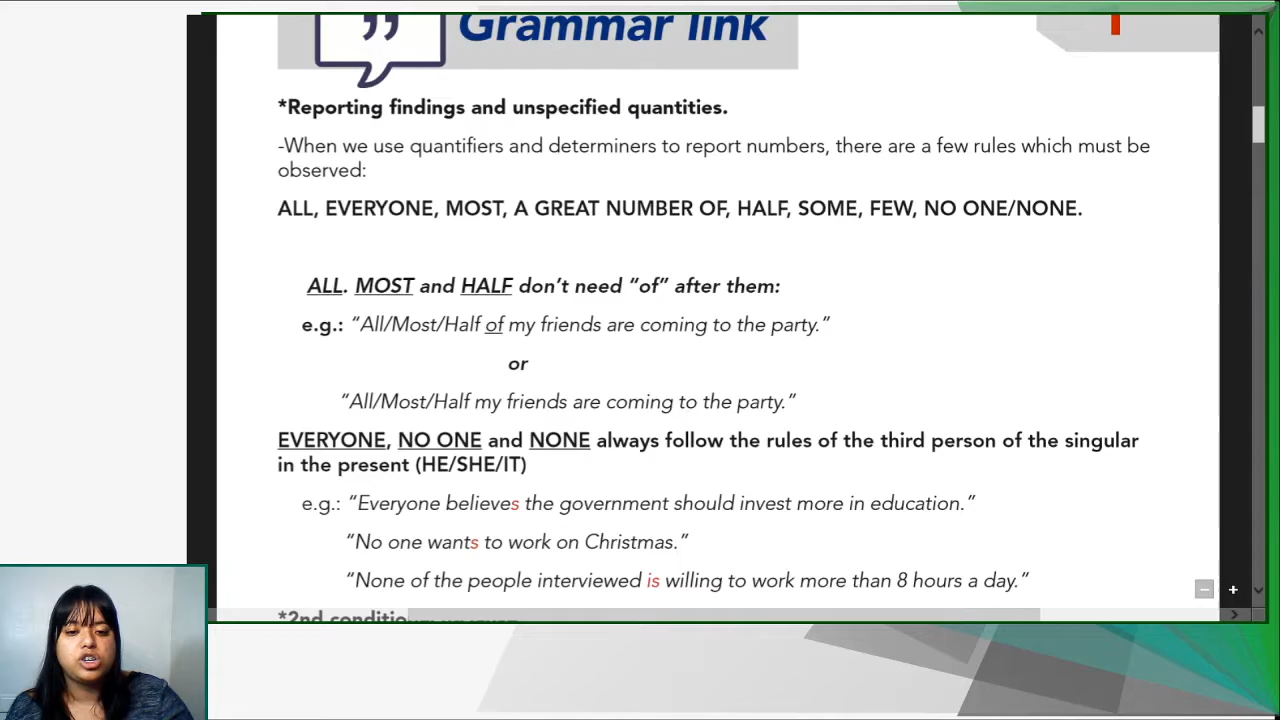 Grammar link
*Reporting findings and unspecified quantities.
-When we use quantifiers and determiners to report numbers, there are a few rules which must be
observed:
ALL, EVERYONE, MOST, A GREAT NUMBER OF, HALF, SOME, FEW, NO ONE/NONE.
ALL. MOST and HALF don't need “of” after them:
e.g.: “All/Most/Half of my friends are coming to the party.”
or
“All/Most/Half my friends are coming to the party.”
EVERYONE, NO ONE and NONE always follow the rules of the third person of the singular
in the present (HE/SHE/IT)
e.g.: “Everyone believes the government should invest more in education.”
“No one wants to work on Christmas.”
“None of the people interviewed is willing to work more than 8 hours a day.”
*2nd